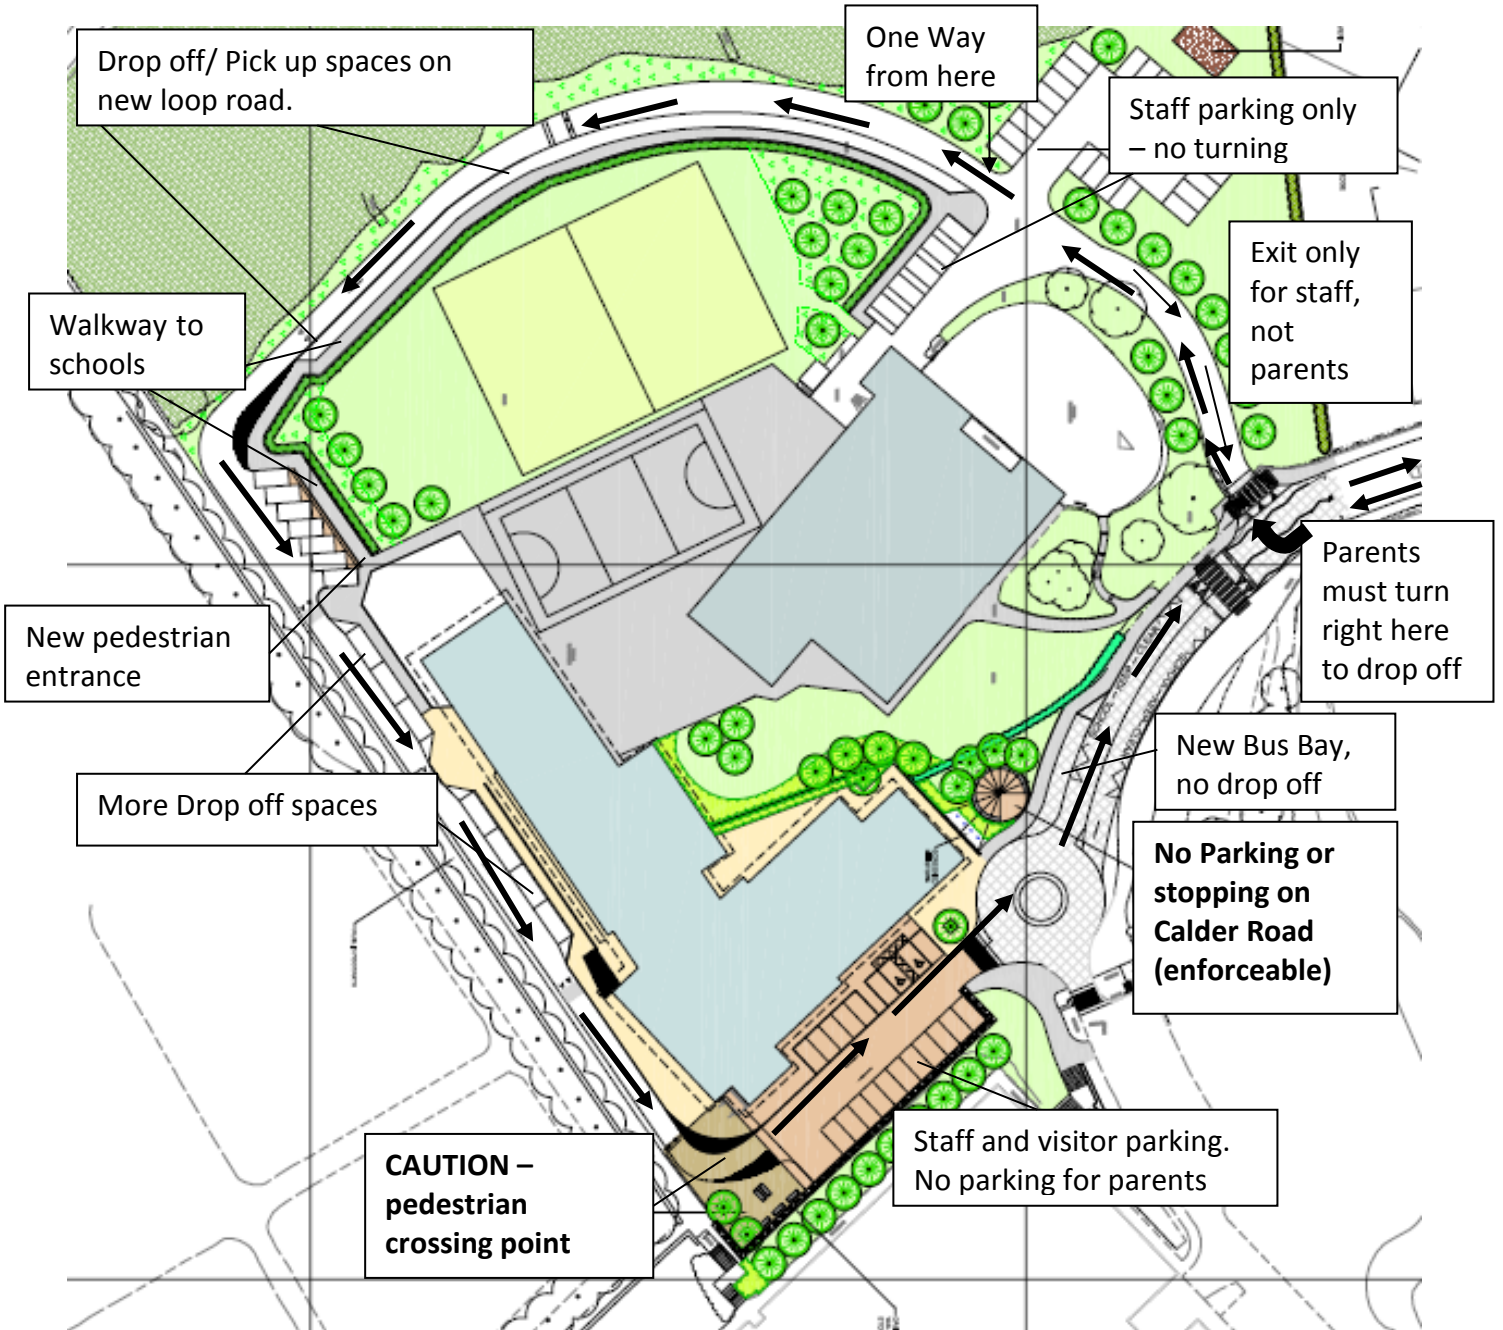 Drop off/ Pick up spaces on
new loop road.
One Way
from here
Staff parking only
– no turning
Exit only
for staff,
not
parents
Walkway to
schools
Parents
must turn
right here
to drop off
New pedestrian
entrance
New Bus Bay,
no drop off
More Drop off spaces
No Parking or
stopping on
Calder Road
(enforceable)
Staff and visitor parking.
No parking for parents
CAUTION –
pedestrian
crossing point